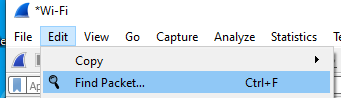 *Wi-Fi
File Edit View Go Capture Analyze Statistics
Copy
Find Packet... Ctrl+F